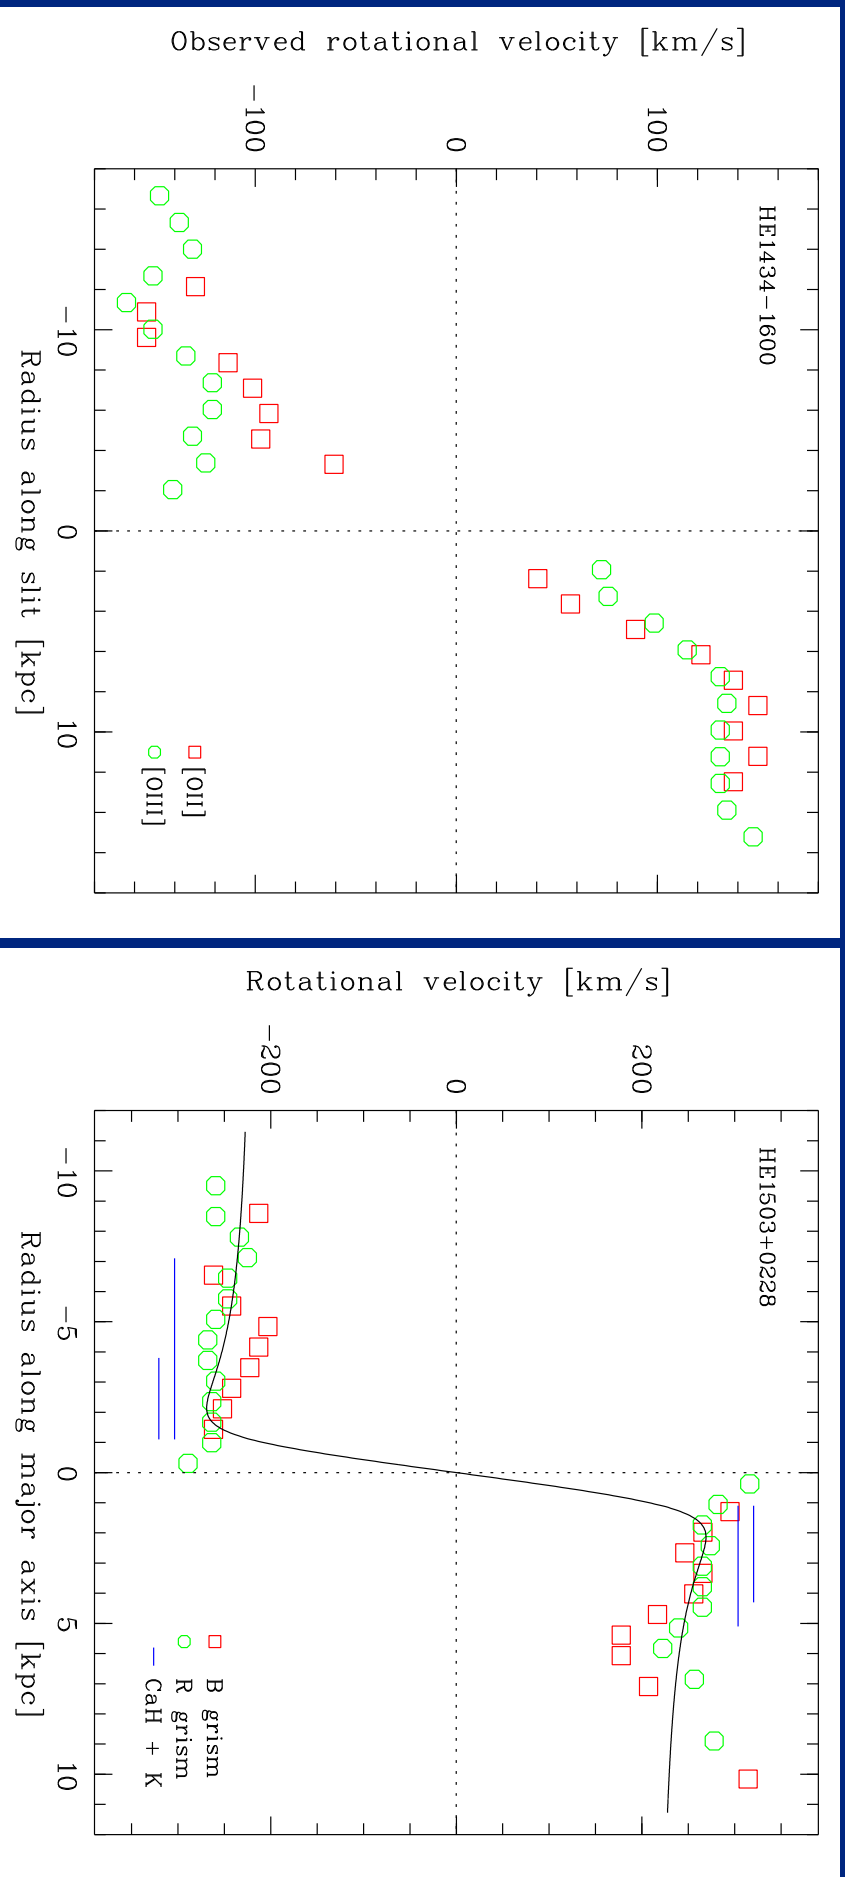 Observed rotational velocity [km/s]
-100
0
100
HE1434-1600
-10
0
10
Radius along slit [kpc]
[OII]
[OIII]
Rotational velocity [km/s]
-200
0
200
HE1503+0228
-10
-5
0
5
10
Radius along major axis [kpc]
B grism
R grism
CaH + K